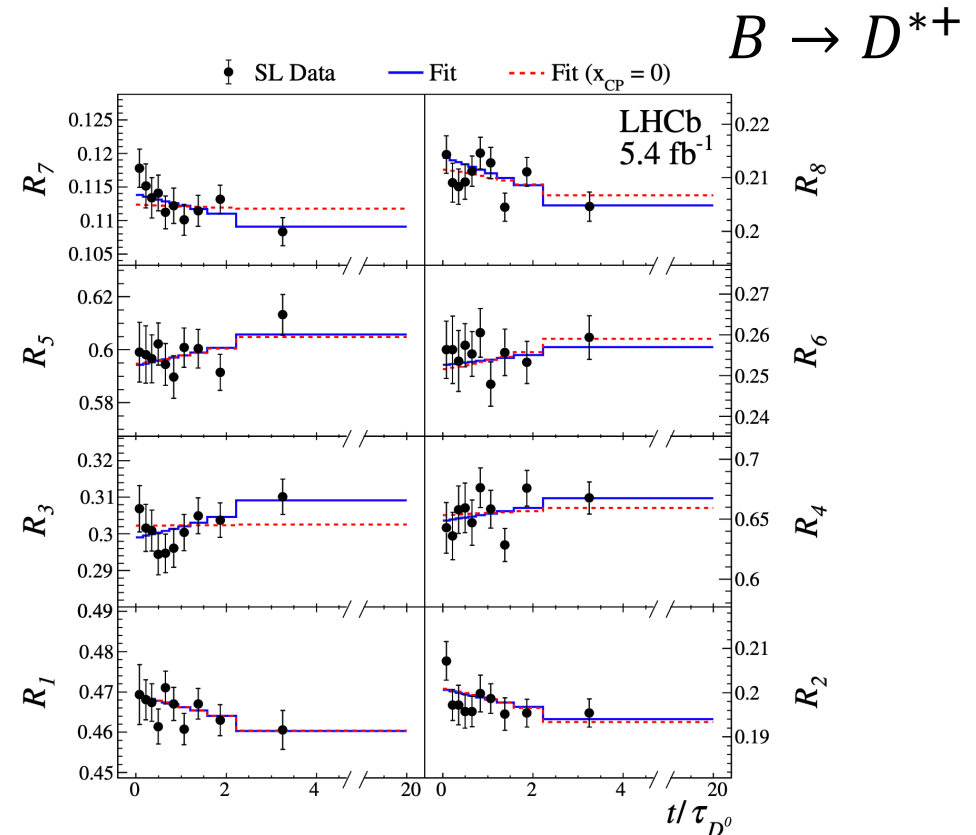 B → D*+
SL Data Fit Fit (x_CP = 0)
LHCb
5.4 fb⁻¹
R₇
0.125
0.12
0.115
0.11
0.105
R₈
0.22
0.21
0.2
R₅
0.62
0.6
0.58
R₆
0.27
0.26
0.25
0.24
R₃
0.32
0.31
0.3
0.29
R₄
0.7
0.65
0.6
R₁
0.49
0.48
0.47
0.46
0.45
R₂
0.21
0.2
0.19
0 2 4 20 0 2 4 20
t/τ_D⁰